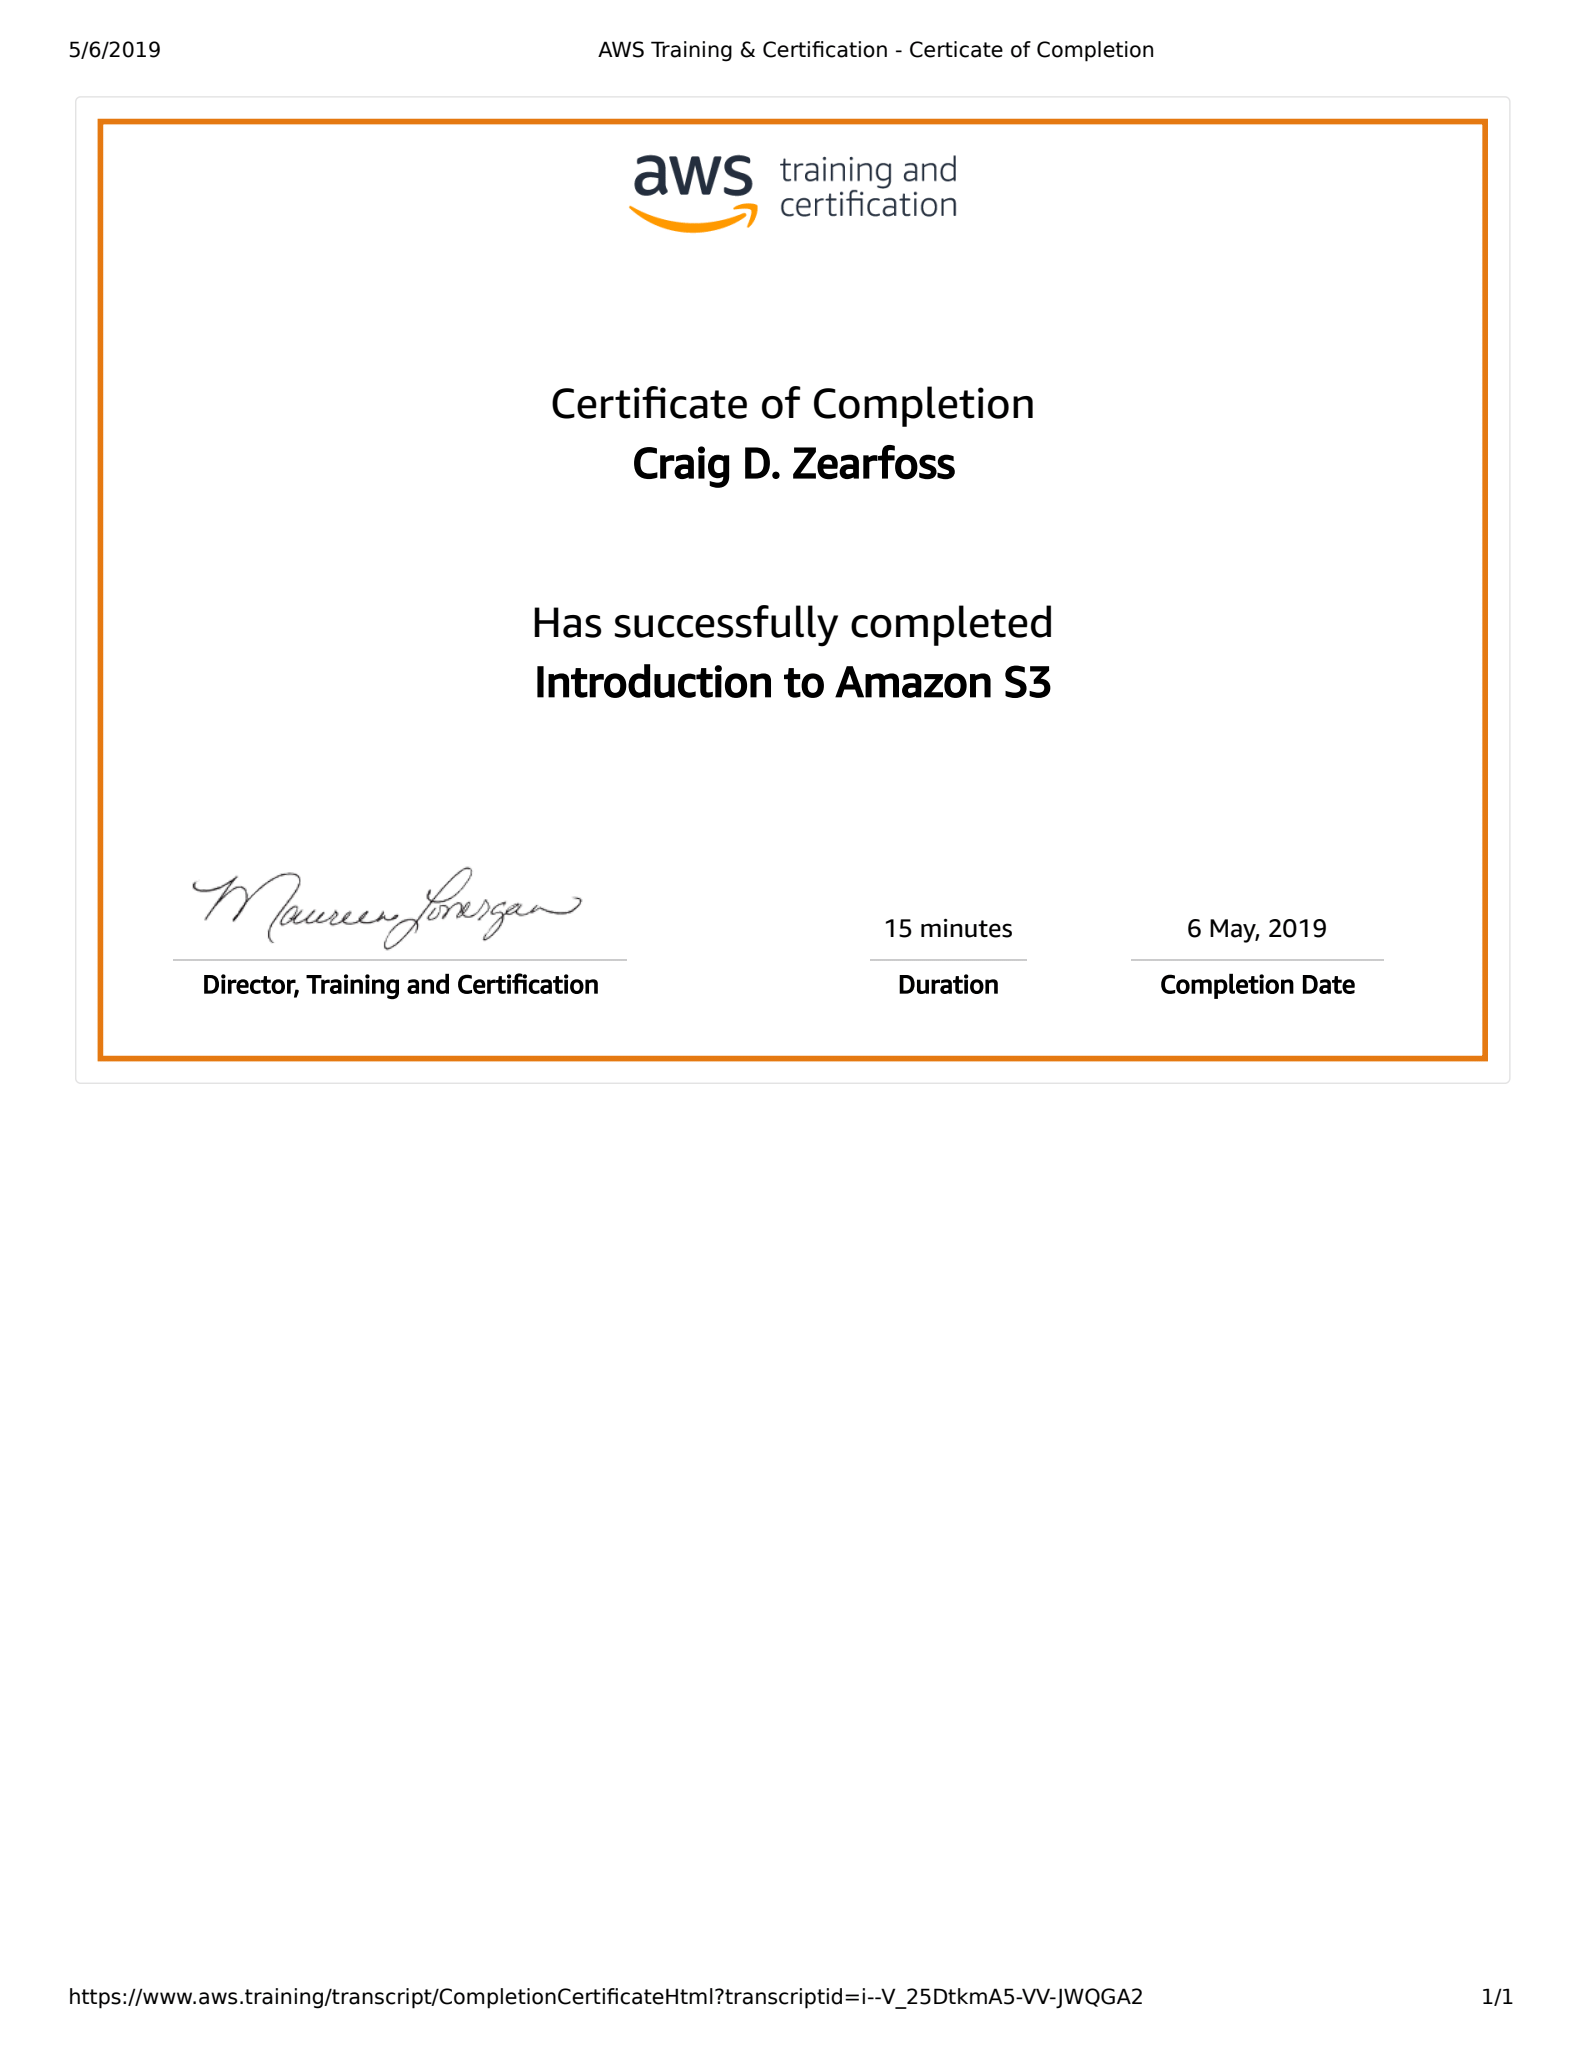 5/6/2019 AWS Training & Certification - Certicate of Completion
aws training and
certification
Certificate of Completion
Craig D. Zearfoss
Has successfully completed
Introduction to Amazon S3
Maureen Lonergan
15 minutes
6 May, 2019
Director, Training and Certification
Duration
Completion Date
https://www.aws.training/transcript/CompletionCertificateHtml?transcriptid=i--V_25DtkmA5-VV-JWQGA2 1/1